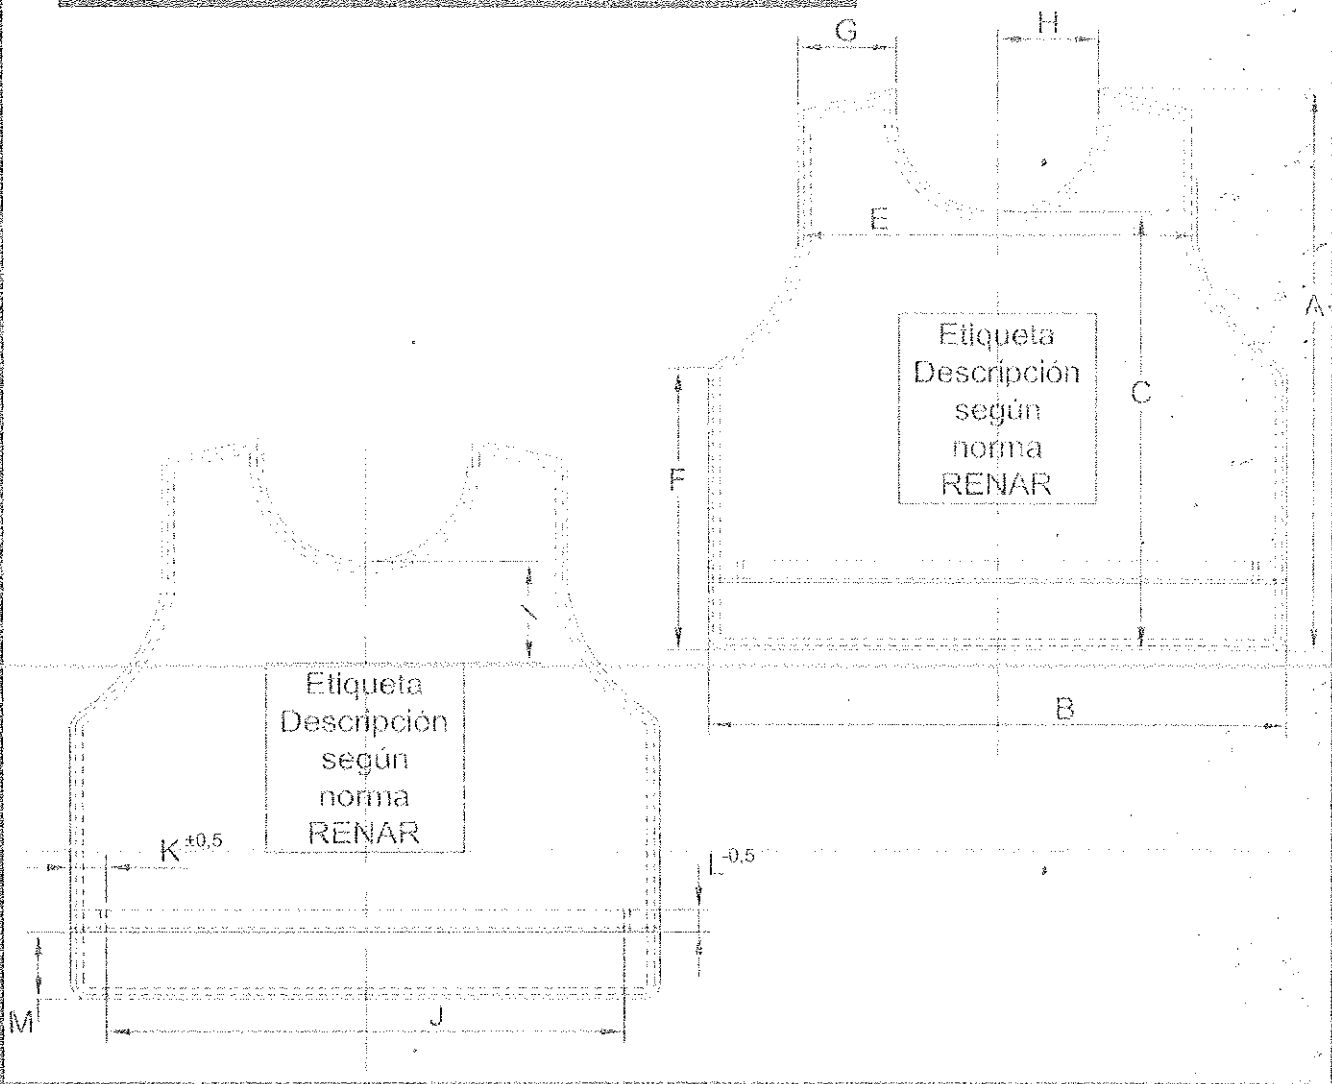 G
H
E
A
Etiqueta
Descripción
según
norma
RENAR
C
F
B
Etiqueta
Descripción
según
norma
RENAR
K ±0,5
L -0,5
M
J